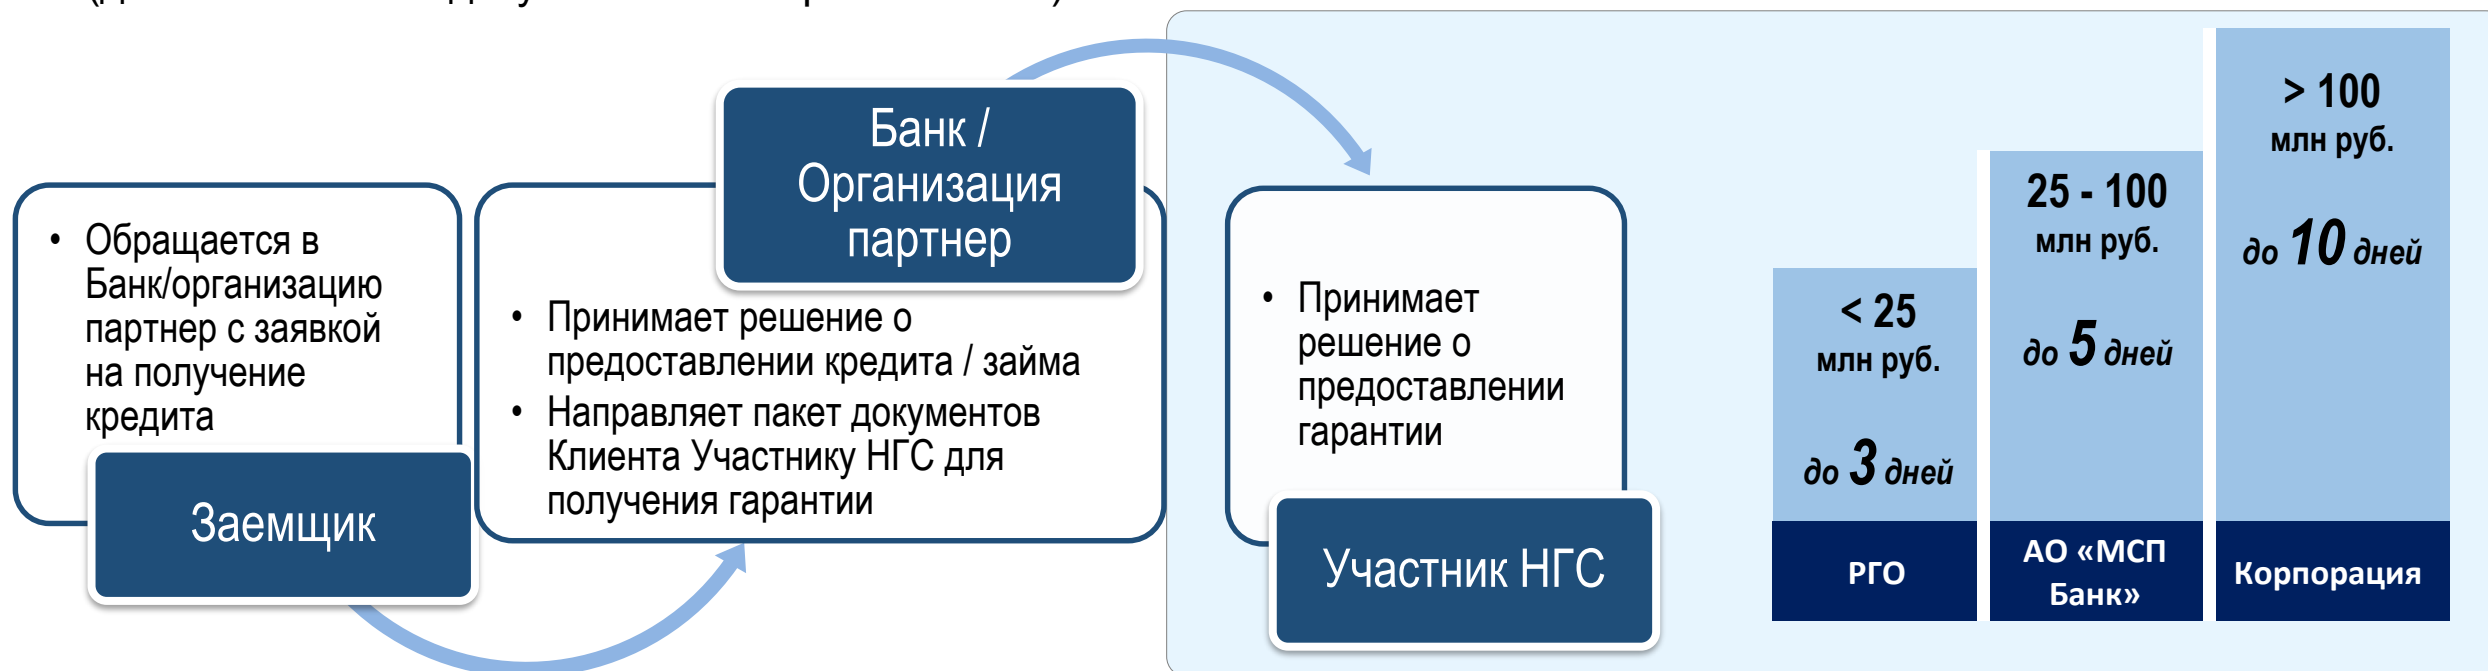 • Обращается в
Банк/организацию
партнер с заявкой
на получение
кредита
Заемщик
Банк /
Организация
партнер
• Принимает решение о
предоставлении кредита / займа
• Направляет пакет документов
Клиента Участнику НГС для
получения гарантии
• Принимает
решение о
предоставлении
гарантии
Участник НГС
< 25
млн руб.
до 3 дней
РГО
25 - 100
млн руб.
до 5 дней
АО «МСП
Банк»
> 100
млн руб.
до 10 дней
Корпорация